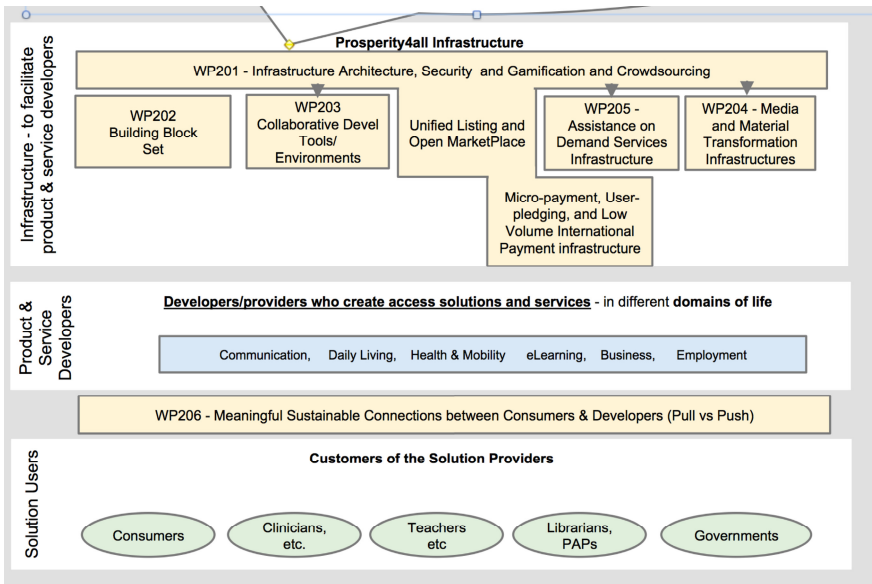 Prosperity4all Infrastructure
WP201 - Infrastructure Architecture, Security and Gamification and Crowdsourcing
WP202
Building Block
Set
WP203
Collaborative Devel
Tools/
Environments
Unified Listing and
Open MarketPlace
WP205 -
Assistance on
Demand Services
Infrastructure
WP204 - Media
and Material
Transformation
Infrastructures
Micro-payment, User-
pledging, and Low
Volume International
Payment infrastructure
Infrastructure - to facilitate
product & service developers
Developers/providers who create access solutions and services - in different domains of life
Communication, Daily Living, Health & Mobility eLearning, Business, Employment
Product &
Service
Developers
WP206 - Meaningful Sustainable Connections between Consumers & Developers (Pull vs Push)
Customers of the Solution Providers
Consumers
Clinicians,
etc.
Teachers
etc
Librarians,
PAPs
Governments
Solution Users